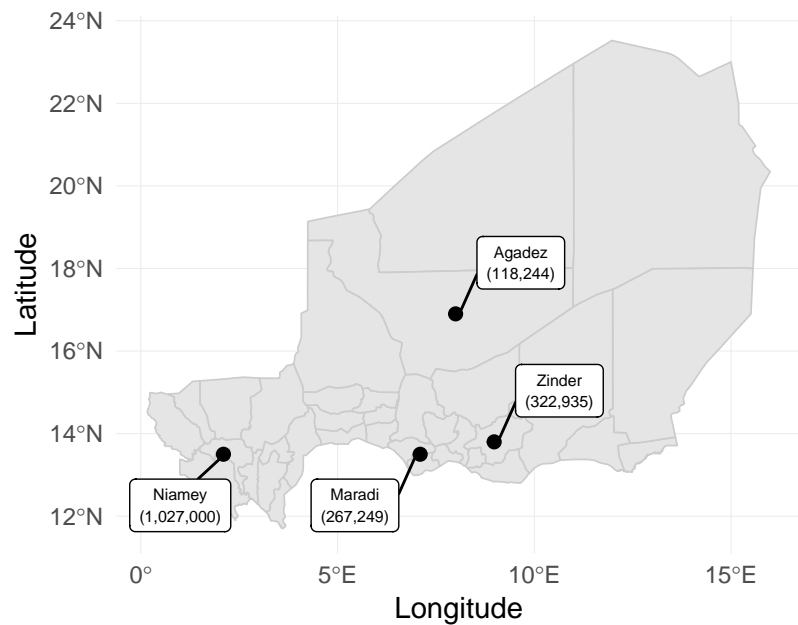 24°N
22°N
20°N
18°N
16°N
14°N
12°N
Latitude
Agadez
(118,244)
Zinder
(322,935)
Niamey
(1,027,000)
Maradi
(267,249)
0°
5°E
10°E
15°E
Longitude